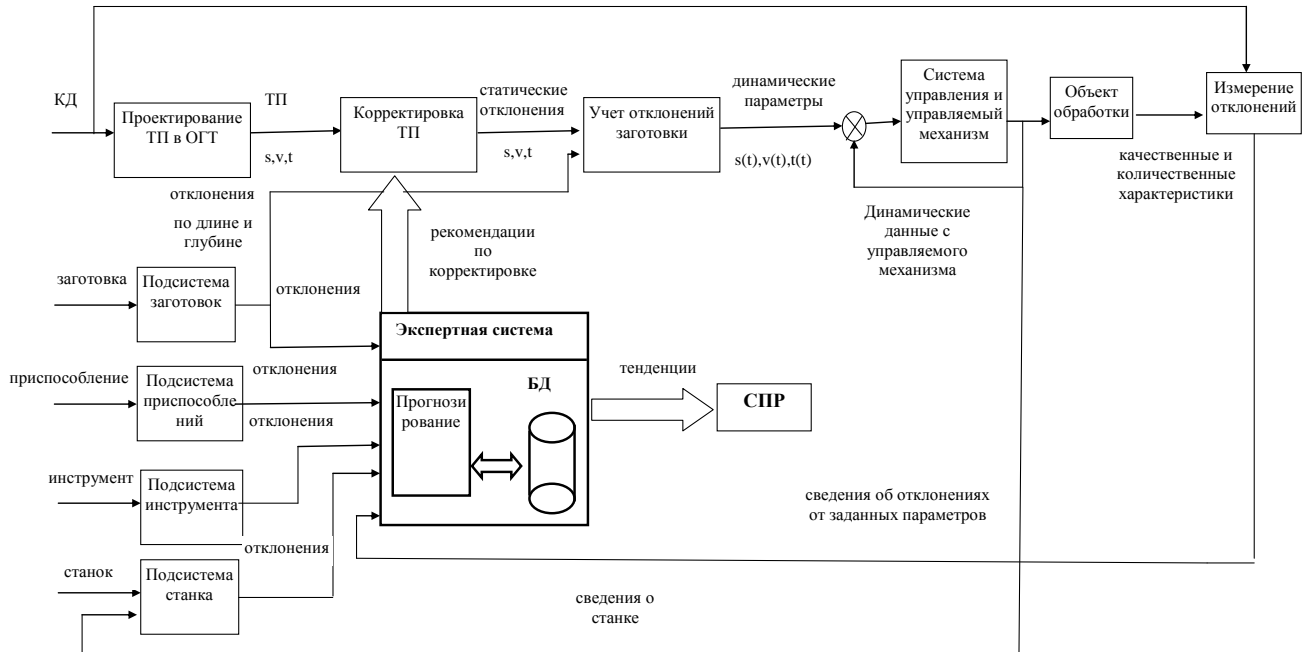 КД
Проектирование
ТП в ОГТ
ТП
s,v,t
Корректировка
ТП
статические
отклонения
s,v,t
Учет отклонений
заготовки
динамические
параметры
s(t),v(t),t(t)
Система
управления и
управляемый
механизм
Объект
обработки
Измерение
отклонений
качественные и
количественные
характеристики
Динамические
данные с
управляемого
механизма
отклонения
по длине и
глубине
рекомендации
по
корректировке
заготовка
Подсистема
заготовок
отклонения
Экспертная система
приспособление
Подсистема
приспособле
ний
отклонения
отклонения
Прогнози
рование
БД
тенденции
СПР
инструмент
Подсистема
инструмента
отклонения
сведения об отклонениях
от заданных параметров
станок
Подсистема
станка
сведения о
станке